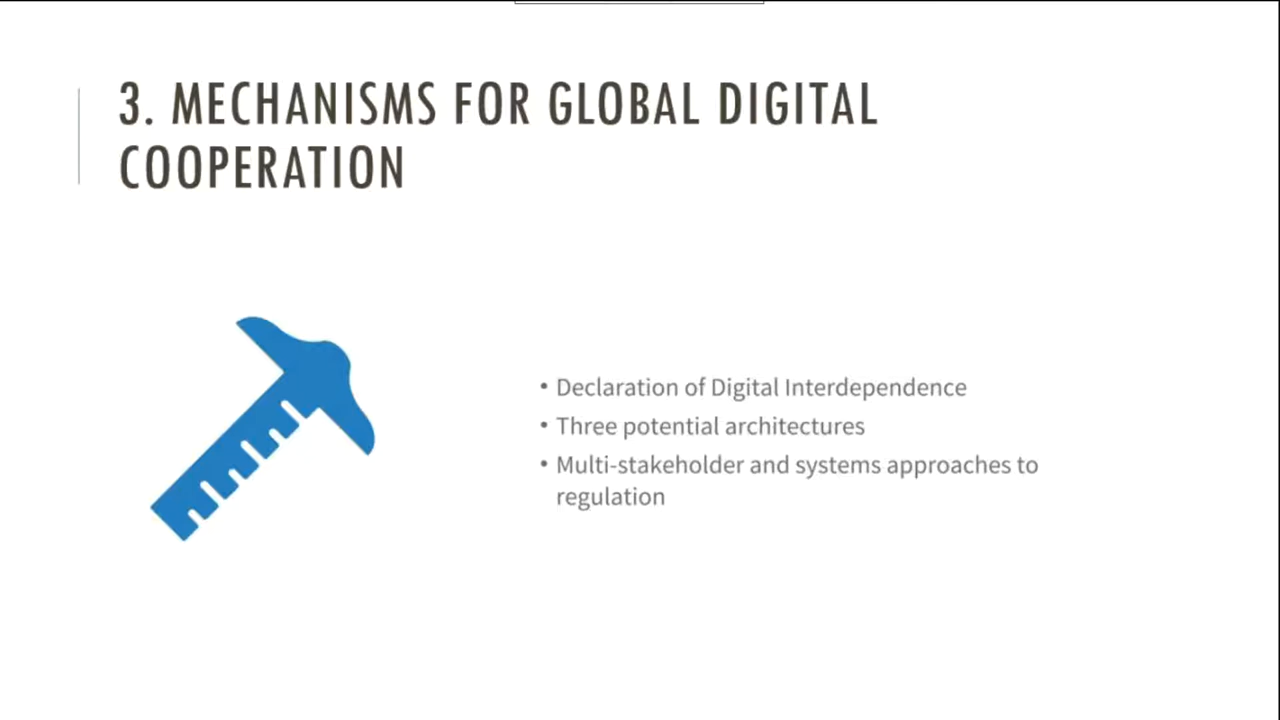 3. MECHANISMS FOR GLOBAL DIGITAL
COOPERATION
• Declaration of Digital Interdependence
• Three potential architectures
• Multi-stakeholder and systems approaches to
regulation